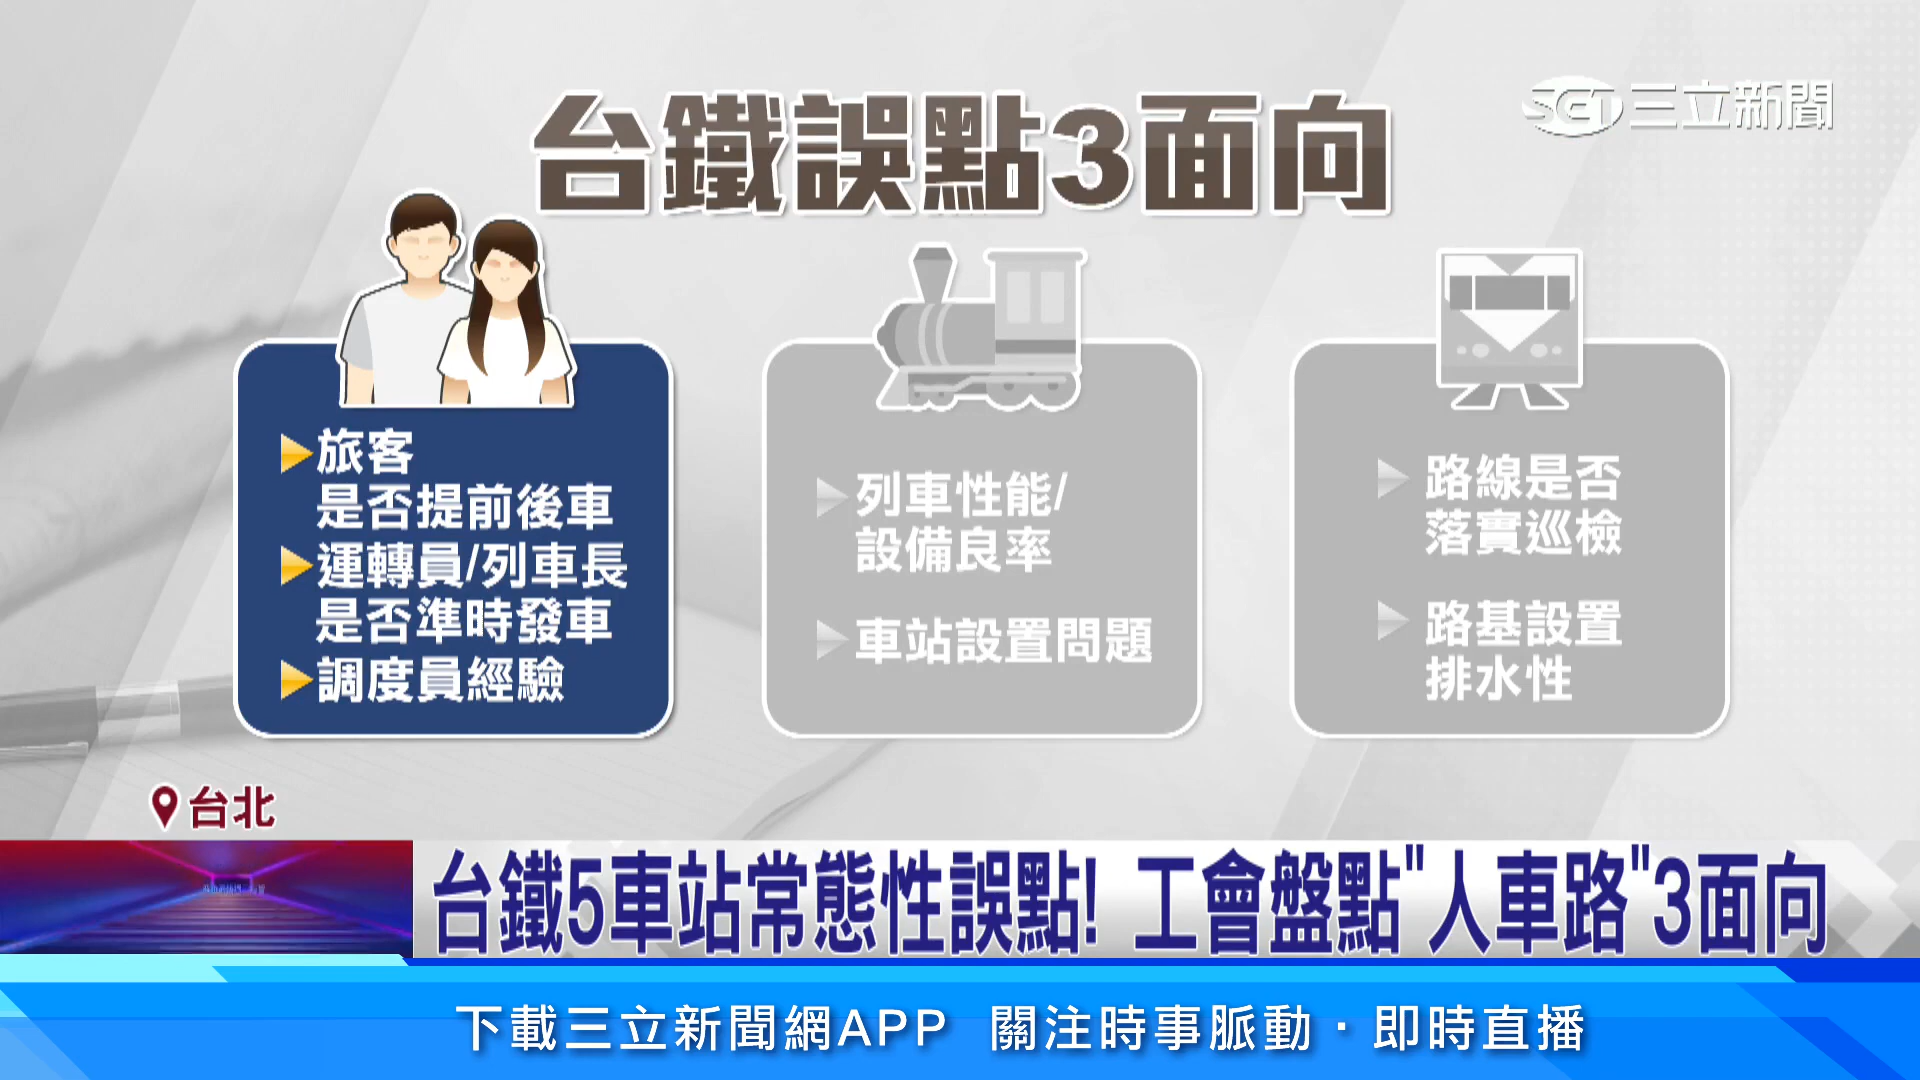 台鐵誤點3面向
SET三立新聞
旅客
是否提前後車
運轉員/列車長
是否準時發車
調度員經驗
列車性能/
設備良率
車站設置問題
路線是否
落實巡檢
路基設置
排水性
台北
台鐵5車站常態性誤點! 工會盤點"人車路"3面向
下載三立新聞網APP 關注時事脈動・即時直播